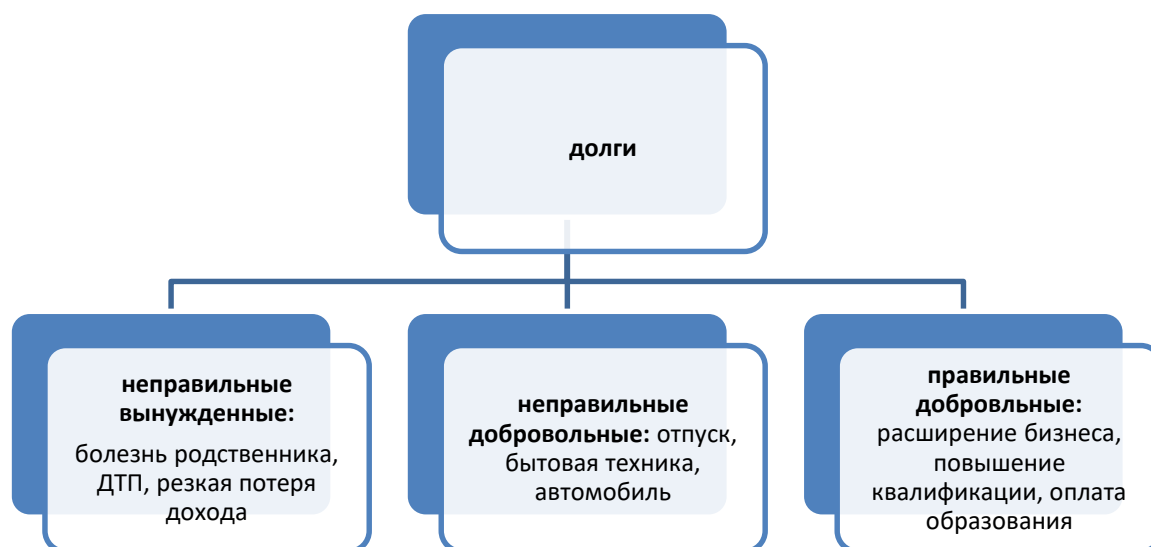 долги
неправильные
вынужденные:
болезнь родственника,
ДТП, резкая потеря
дохода
неправильные
добровольные: отпуск,
бытовая техника,
автомобиль
правильные
добровльные:
расширение бизнеса,
повышение
квалификации, оплата
образования